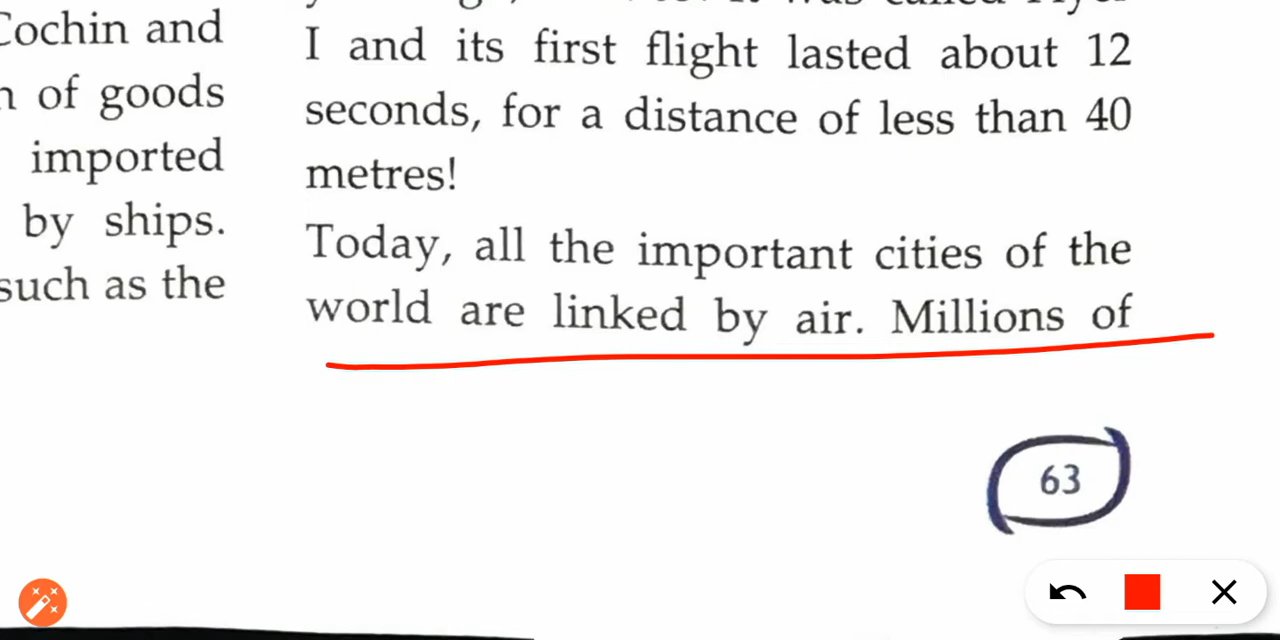 Cochin and
of goods
imported
by ships.
such as the
I and its first flight lasted about 12
seconds, for a distance of less than 40
metres!
Today, all the important cities of the
world are linked by air. Millions of
63